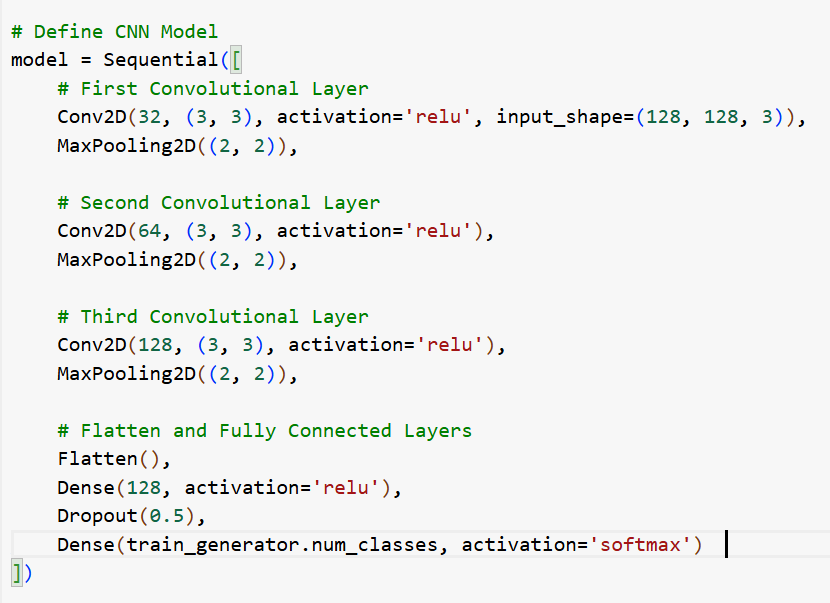 # Define CNN Model
model = Sequential([
    # First Convolutional Layer
    Conv2D(32, (3, 3), activation='relu', input_shape=(128, 128, 3)),
    MaxPooling2D((2, 2)),

    # Second Convolutional Layer
    Conv2D(64, (3, 3), activation='relu'),
    MaxPooling2D((2, 2)),

    # Third Convolutional Layer
    Conv2D(128, (3, 3), activation='relu'),
    MaxPooling2D((2, 2)),

    # Flatten and Fully Connected Layers
    Flatten(),
    Dense(128, activation='relu'),
    Dropout(0.5),
    Dense(train_generator.num_classes, activation='softmax')
])